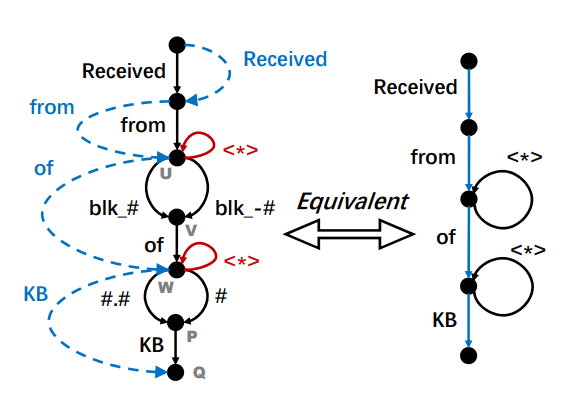 Received
Received
from
from
<*>
U
of
blk_#
blk_-#
V
of
<*>
W
KB
#.#
#
P
KB
Q
Equivalent
Received
from
<*>
of
<*>
KB